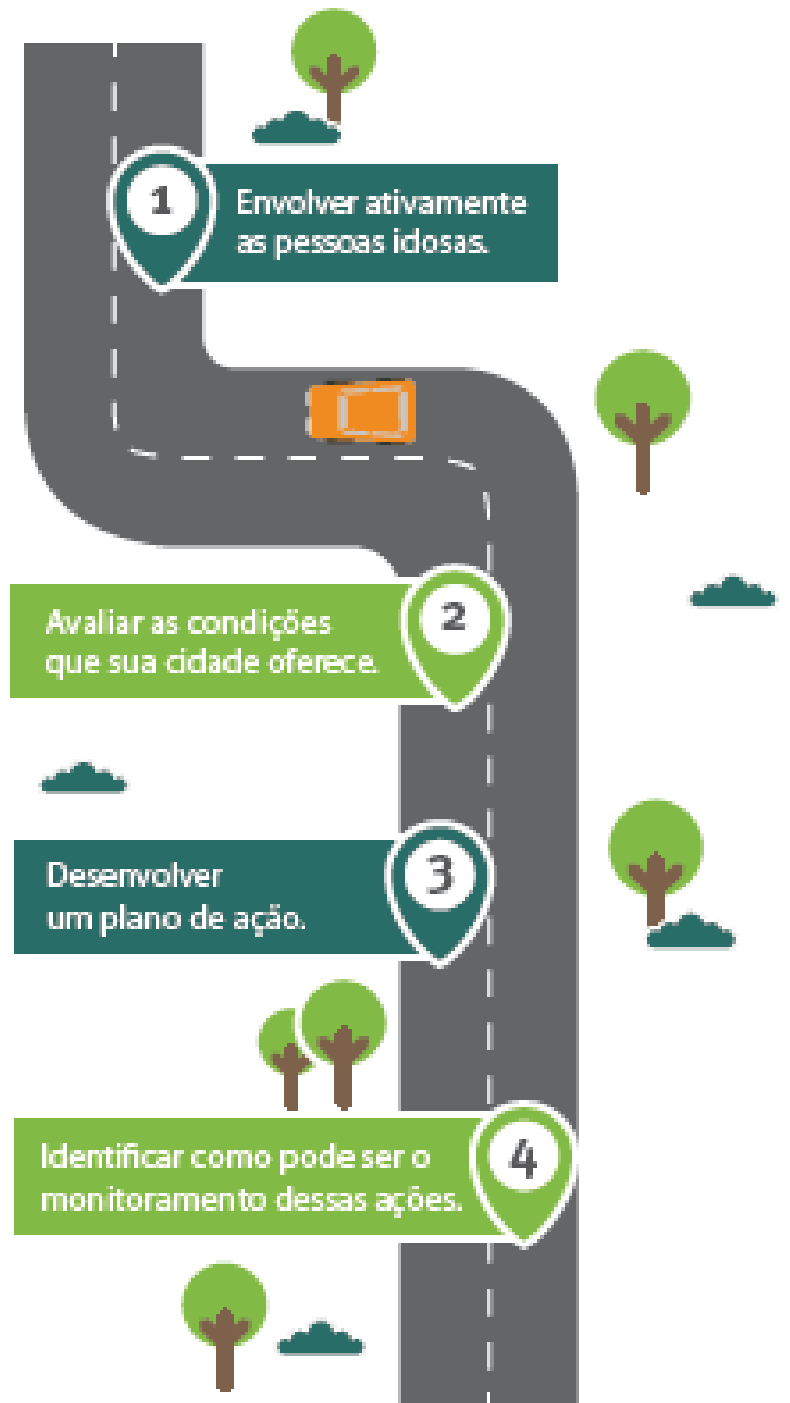 1
Envolver ativamente
as pessoas idosas.
2
Avaliar as condições
que sua cidade oferece.
3
Desenvolver
um plano de ação.
4
Identificar como pode ser o
monitoramento dessas ações.